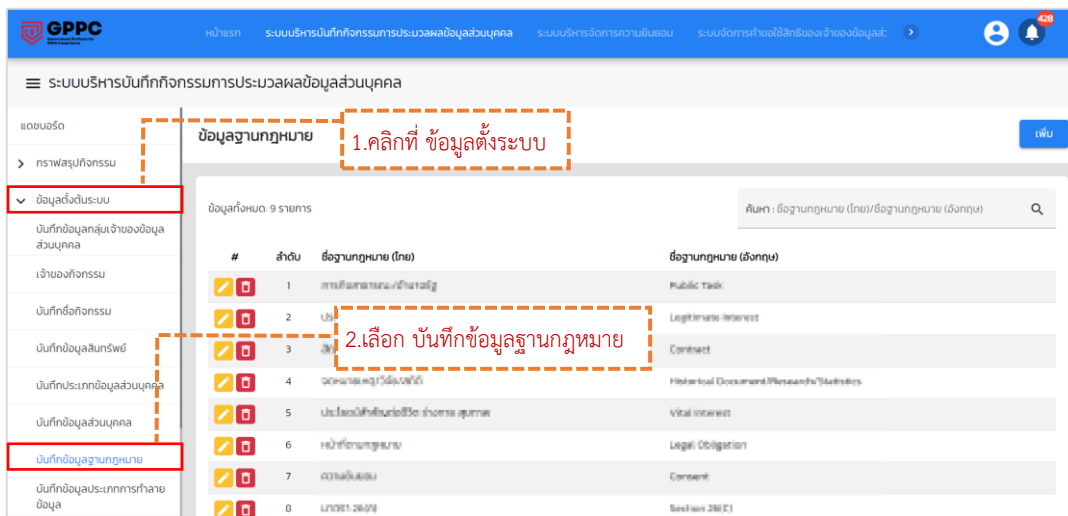 GPPC
หน้าแรก ระบบบริหารบันทึกกิจกรรมการประมวลผลข้อมูลส่วนบุคคล ระบบบริหารจัดการความยินยอม ระบบจัดการคำขอใช้สิทธิของเจ้าของข้อมูลส่
428
ระบบบริหารบันทึกกิจกรรมการประมวลผลข้อมูลส่วนบุคคล
แดชบอร์ด
กราฟสรุปกิจกรรม
ข้อมูลตั้งต้นระบบ
บันทึกข้อมูลกลุ่มเจ้าของข้อมูล
ส่วนบุคคล
เจ้าของกิจกรรม
บันทึกชื่อกิจกรรม
บันทึกข้อมูลสินทรัพย์
บันทึกประเภทข้อมูลส่วนบุคคล
บันทึกข้อมูลส่วนบุคคล
บันทึกข้อมูลฐานกฎหมาย
บันทึกข้อมูลประเภทการทำลาย
ข้อมูล
ข้อมูลฐานกฎหมาย
1.คลิกที่ ข้อมูลตั้งระบบ
เพิ่ม
ข้อมูลทั้งหมด: 9 รายการ
ค้นหา : ชื่อฐานกฎหมาย (ไทย)/ชื่อฐานกฎหมาย (อังกฤษ)
# ลำดับ ชื่อฐานกฎหมาย (ไทย) ชื่อฐานกฎหมาย (อังกฤษ)
1 Public Task
2 Legitimate Interest
2.เลือก บันทึกข้อมูลฐานกฎหมาย
3 Contract
4 Historical Document/Research/Statistics
5 Vital Interest
6 หน้าที่ตามกฎหมาย Legal Obligation
7 ความยินยอม Consent
8